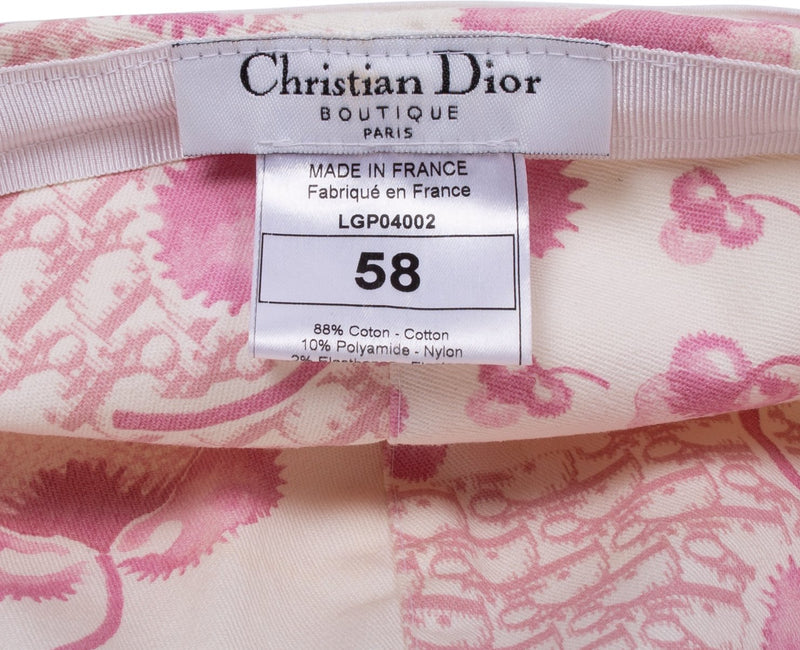 Christian Dior
BOUTIQUE
PARIS
MADE IN FRANCE
Fabriqué en France
LGP04002
58
88% Coton - Cotton
10% Polyamide - Nylon